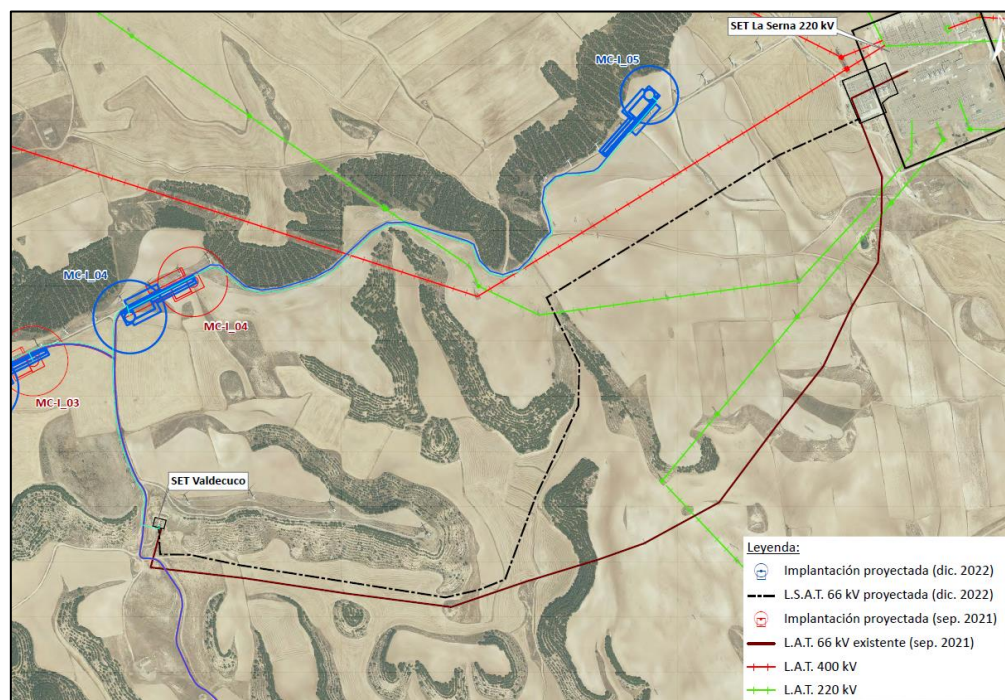 SET La Serna 220 kV
MC-I_05
MC-I_04
MC-I_04
MC-I_03
SET Valdecuco
Leyenda:
Implantación proyectada (dic. 2022)
L.S.A.T. 66 kV proyectada (dic. 2022)
Implantación proyectada (sep. 2021)
L.A.T. 66 kV existente (sep. 2021)
L.A.T. 400 kV
L.A.T. 220 kV